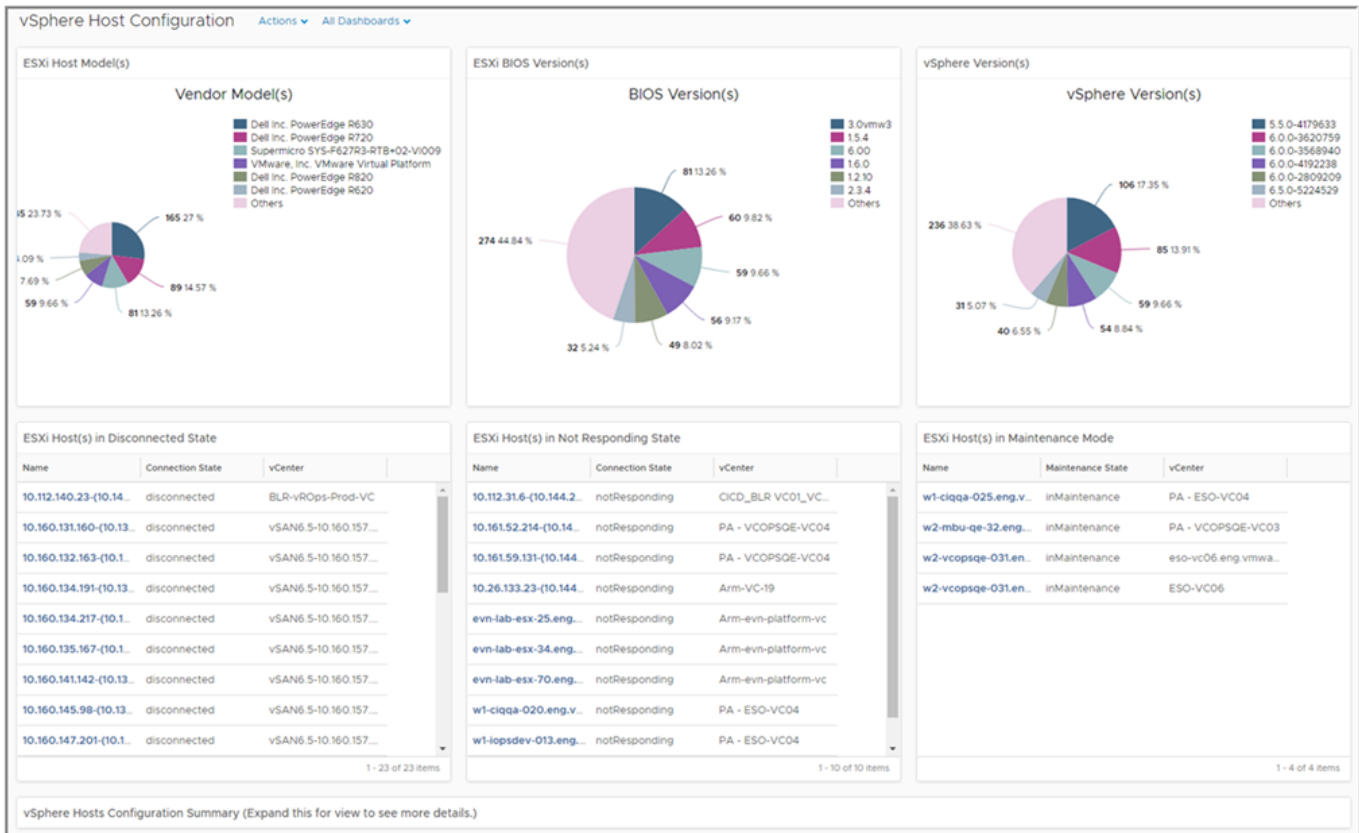 vSphere Host Configuration Actions All Dashboards
ESXi Host Model(s)
Vendor Model(s)
Dell Inc. PowerEdge R630
Dell Inc. PowerEdge R720
Supermicro SYS-F627R3-RTB+02-VI009
VMware, Inc. VMware Virtual Platform
Dell Inc. PowerEdge R820
Dell Inc. PowerEdge R620
Others
165 27 %
89 14.57 %
81 13.26 %
59 9.66 %
7.69 %
.09 %
23.73 %
ESXi BIOS Version(s)
BIOS Version(s)
3.0vmw3
1.5.4
6.00
1.6.0
1.2.10
2.3.4
Others
81 13.26 %
60 9.82 %
59 9.66 %
56 9.17 %
49 8.02 %
32 5.24 %
274 44.84 %
vSphere Version(s)
vSphere Version(s)
5.5.0-4179633
6.0.0-3620759
6.0.0-3568940
6.0.0-4192238
6.0.0-2809209
6.5.0-5224529
Others
106 17.35 %
85 13.91 %
59 9.66 %
54 8.84 %
40 6.55 %
31 5.07 %
236 38.63 %
ESXi Host(s) in Disconnected State
Name Connection State vCenter
10.112.140.23-(10.14... disconnected BLR-vROps-Prod-VC
10.160.131.160-(10.13... disconnected vSAN6.5-10.160.157....
10.160.132.163-(10.1... disconnected vSAN6.5-10.160.157....
10.160.134.191-(10.13... disconnected vSAN6.5-10.160.157....
10.160.134.217-(10.1... disconnected vSAN6.5-10.160.157....
10.160.135.167-(10.1... disconnected vSAN6.5-10.160.157....
10.160.141.142-(10.13... disconnected vSAN6.5-10.160.157....
10.160.145.98-(10.13... disconnected vSAN6.5-10.160.157....
10.160.147.201-(10.1... disconnected vSAN6.5-10.160.157....
1 - 23 of 23 items
ESXi Host(s) in Not Responding State
Name Connection State vCenter
10.112.31.6-(10.144.2... notResponding CICD_BLR VC01_VC...
10.161.52.214-(10.14... notResponding PA - VCOPSQE-VC04
10.161.59.131-(10.144... notResponding PA - VCOPSQE-VC04
10.26.133.23-(10.144... notResponding Arm-VC-19
evn-lab-esx-25.eng.... notResponding Arm-evn-platform-vc
evn-lab-esx-34.eng.... notResponding Arm-evn-platform-vc
evn-lab-esx-70.eng.... notResponding Arm-evn-platform-vc
w1-ciqqa-020.eng.v... notResponding PA - ESO-VC04
w1-iopsdev-013.eng.... notResponding PA - ESO-VC04
1 - 10 of 10 items
ESXi Host(s) in Maintenance Mode
Name Maintenance State vCenter
w1-ciqqa-025.eng.v... inMaintenance PA - ESO-VC04
w2-mbu-qe-32.eng.... inMaintenance PA - VCOPSQE-VC03
w2-vcopsqe-031.en... inMaintenance eso-vc06.eng.vmwa...
w2-vcopsqe-031.en... inMaintenance ESO-VC06
1 - 4 of 4 items
vSphere Hosts Configuration Summary (Expand this for view to see more details.)